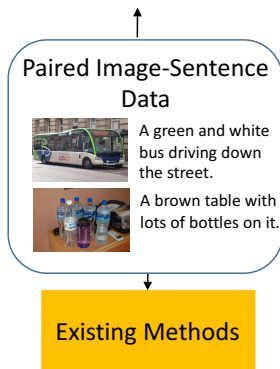 Paired Image-Sentence
Data
A green and white
bus driving down
the street.
A brown table with
lots of bottles on it.
Existing Methods